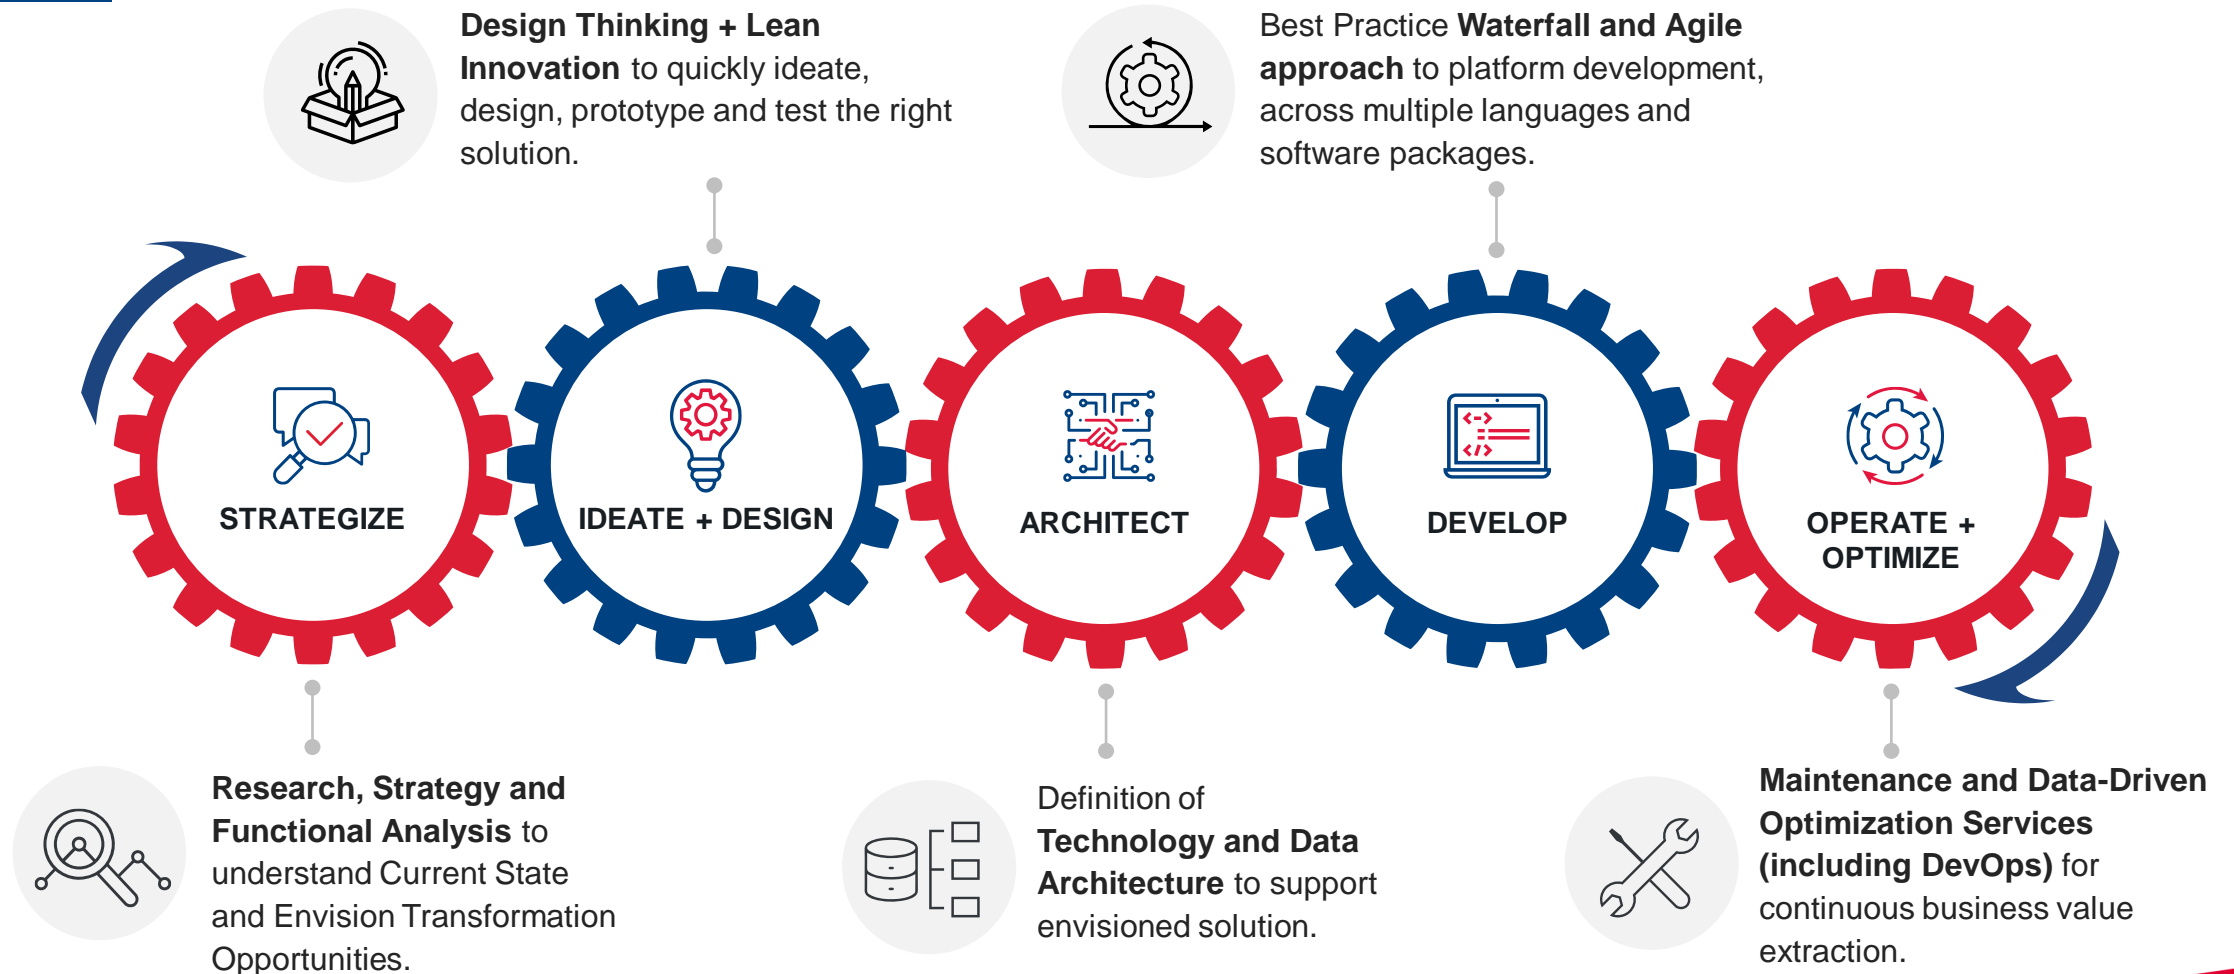 Design Thinking + Lean
Innovation to quickly ideate,
design, prototype and test the right
solution.
Best Practice Waterfall and Agile
approach to platform development,
across multiple languages and
software packages.
STRATEGIZE
IDEATE + DESIGN
ARCHITECT
DEVELOP
OPERATE +
OPTIMIZE
Research, Strategy and
Functional Analysis to
understand Current State
and Envision Transformation
Opportunities.
Definition of
Technology and Data
Architecture to support
envisioned solution.
Maintenance and Data-Driven
Optimization Services
(including DevOps) for
continuous business value
extraction.